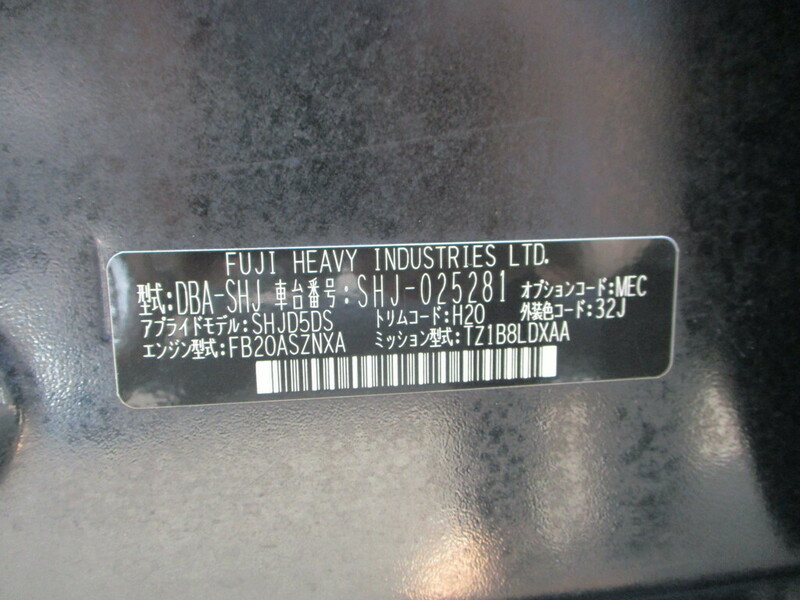 FUJI HEAVY INDUSTRIES LTD.
型式:DBA-SHJ 車台番号:SHJ-025281 オプションコード:MEC
アプライドモデル:SHJD5DS トリムコード:H20 外装色コード:32J
エンジン型式:FB20ASZNXA ミッション型式:TZ1B8LDXAA